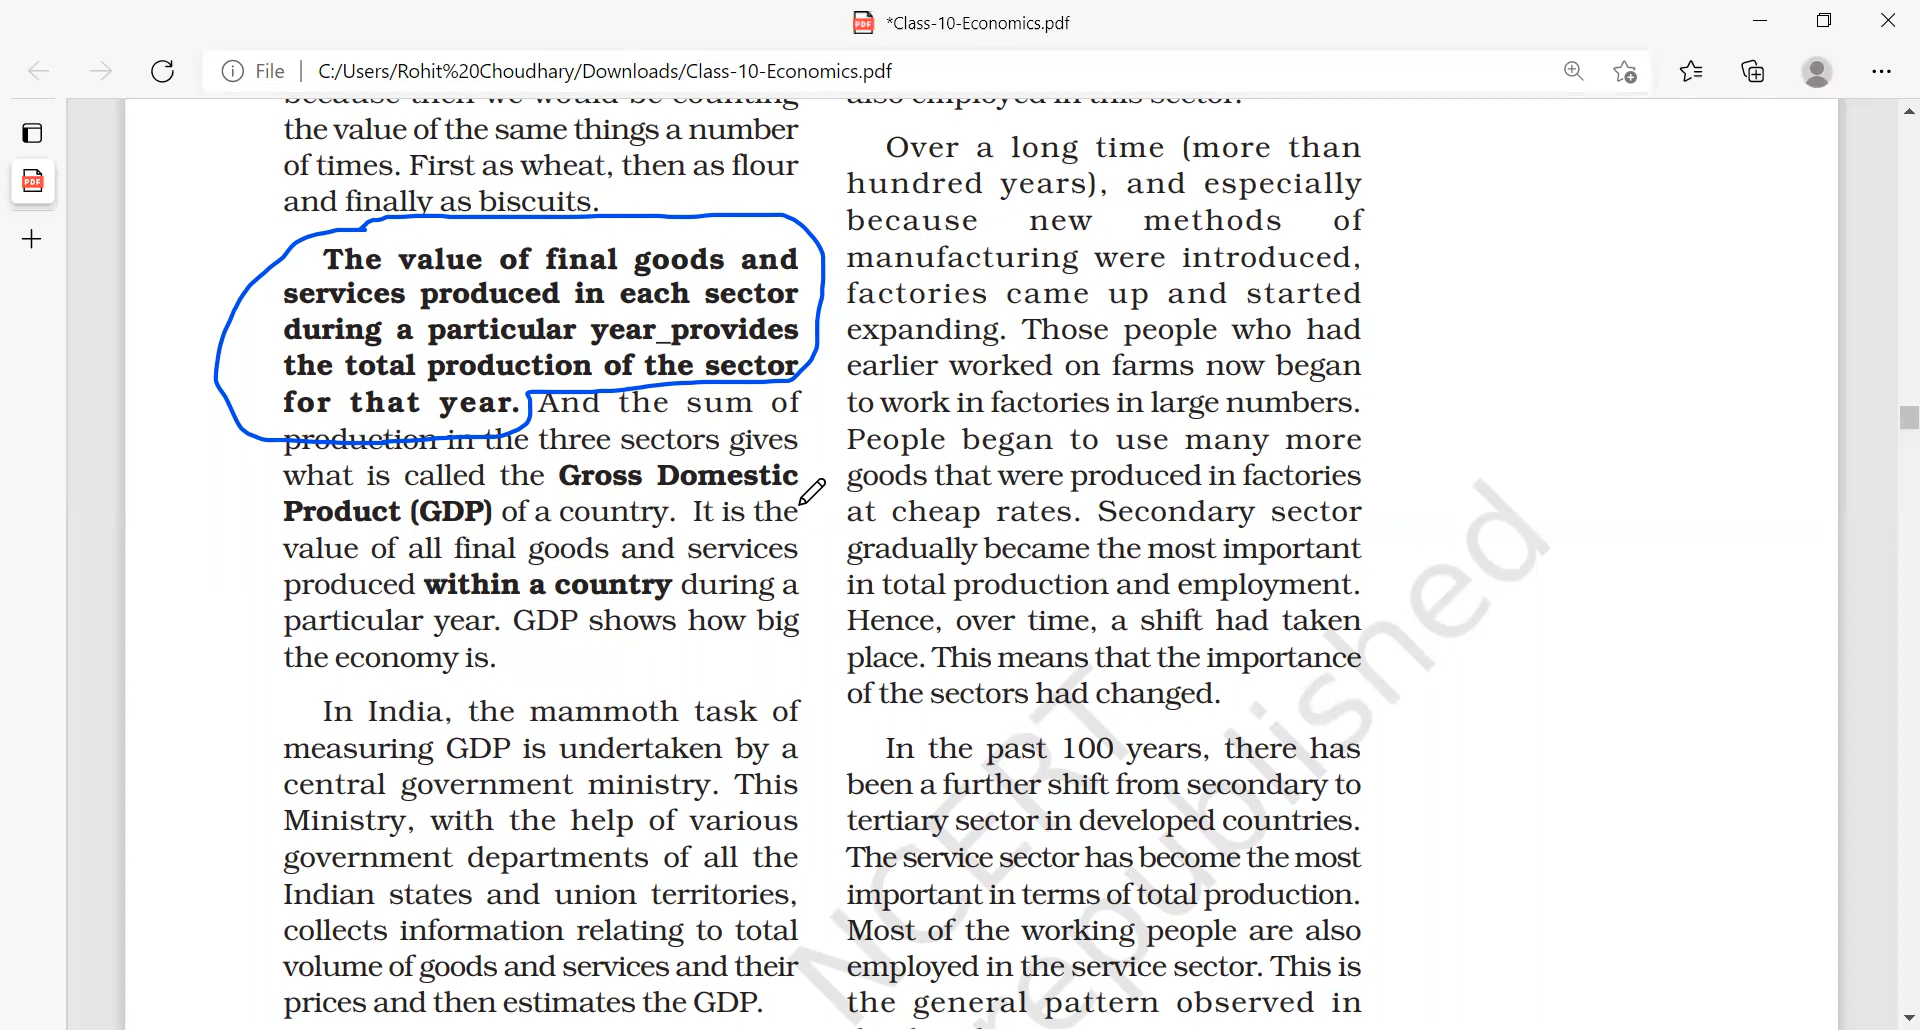 *Class-10-Economics.pdf
File
C:/Users/Rohit%20Choudhary/Downloads/Class-10-Economics.pdf
because then we would be counting
the value of the same things a number
of times. First as wheat, then as flour
and finally as biscuits.
The value of final goods and
services produced in each sector
during a particular year_provides
the total production of the sector
for that year. And the sum of
production in the three sectors gives
what is called the Gross Domestic
Product (GDP) of a country. It is the
value of all final goods and services
produced within a country during a
particular year. GDP shows how big
the economy is.
In India, the mammoth task of
measuring GDP is undertaken by a
central government ministry. This
Ministry, with the help of various
government departments of all the
Indian states and union territories,
collects information relating to total
volume of goods and services and their
prices and then estimates the GDP.
also employed in this sector.
Over a long time (more than
hundred years), and especially
because new methods of
manufacturing were introduced,
factories came up and started
expanding. Those people who had
earlier worked on farms now began
to work in factories in large numbers.
People began to use many more
goods that were produced in factories
at cheap rates. Secondary sector
gradually became the most important
in total production and employment.
Hence, over time, a shift had taken
place. This means that the importance
of the sectors had changed.
In the past 100 years, there has
been a further shift from secondary to
tertiary sector in developed countries.
The service sector has become the most
important in terms of total production.
Most of the working people are also
employed in the service sector. This is
the general pattern observed in
NCERT
republished